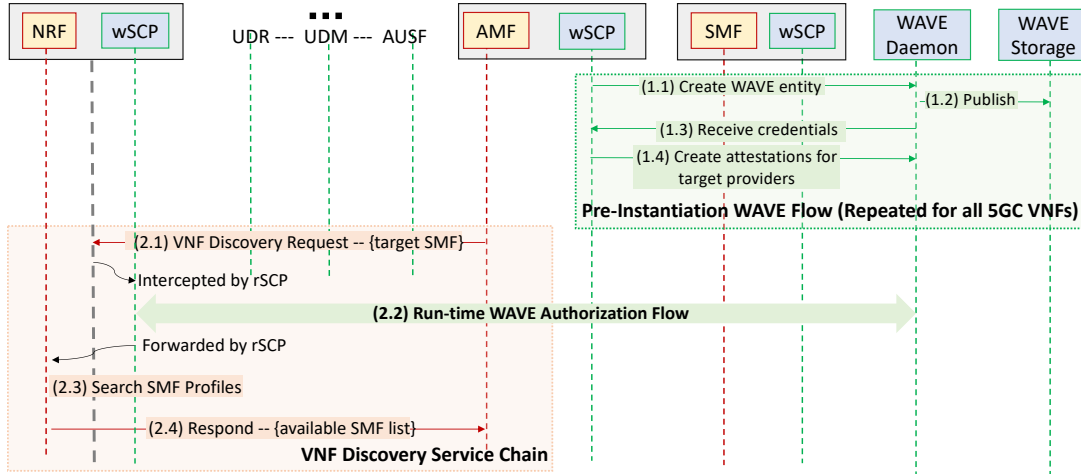 NRF
wSCP
...
UDR --- UDM --- AUSF
AMF
wSCP
SMF
wSCP
WAVE
Daemon
WAVE
Storage
(1.1) Create WAVE entity
(1.2) Publish
(1.3) Receive credentials
(1.4) Create attestations for
target providers
Pre-Instantiation WAVE Flow (Repeated for all 5GC VNFs)
(2.1) VNF Discovery Request -- {target SMF}
Intercepted by rSCP
(2.2) Run-time WAVE Authorization Flow
Forwarded by rSCP
(2.3) Search SMF Profiles
(2.4) Respond -- {available SMF list}
VNF Discovery Service Chain